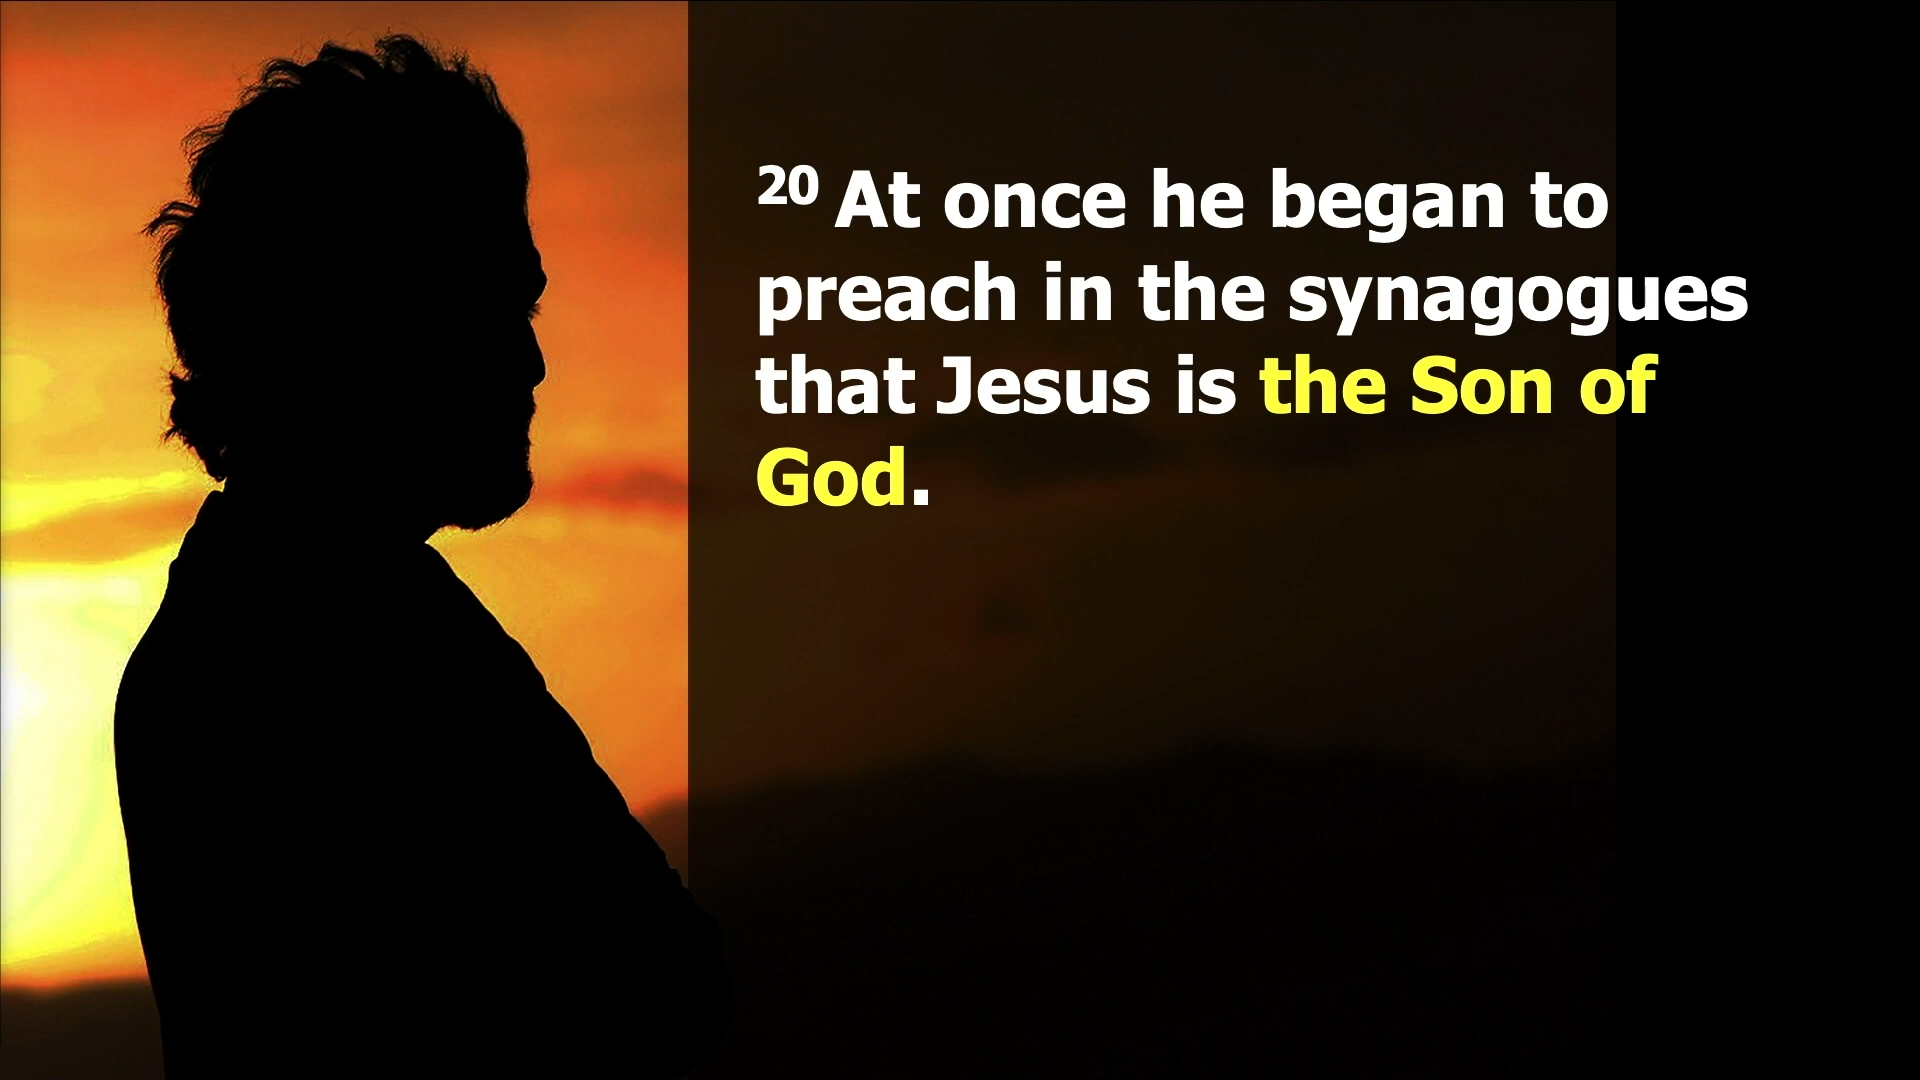 20 At once he began to
preach in the synagogues
that Jesus is the Son of
God.